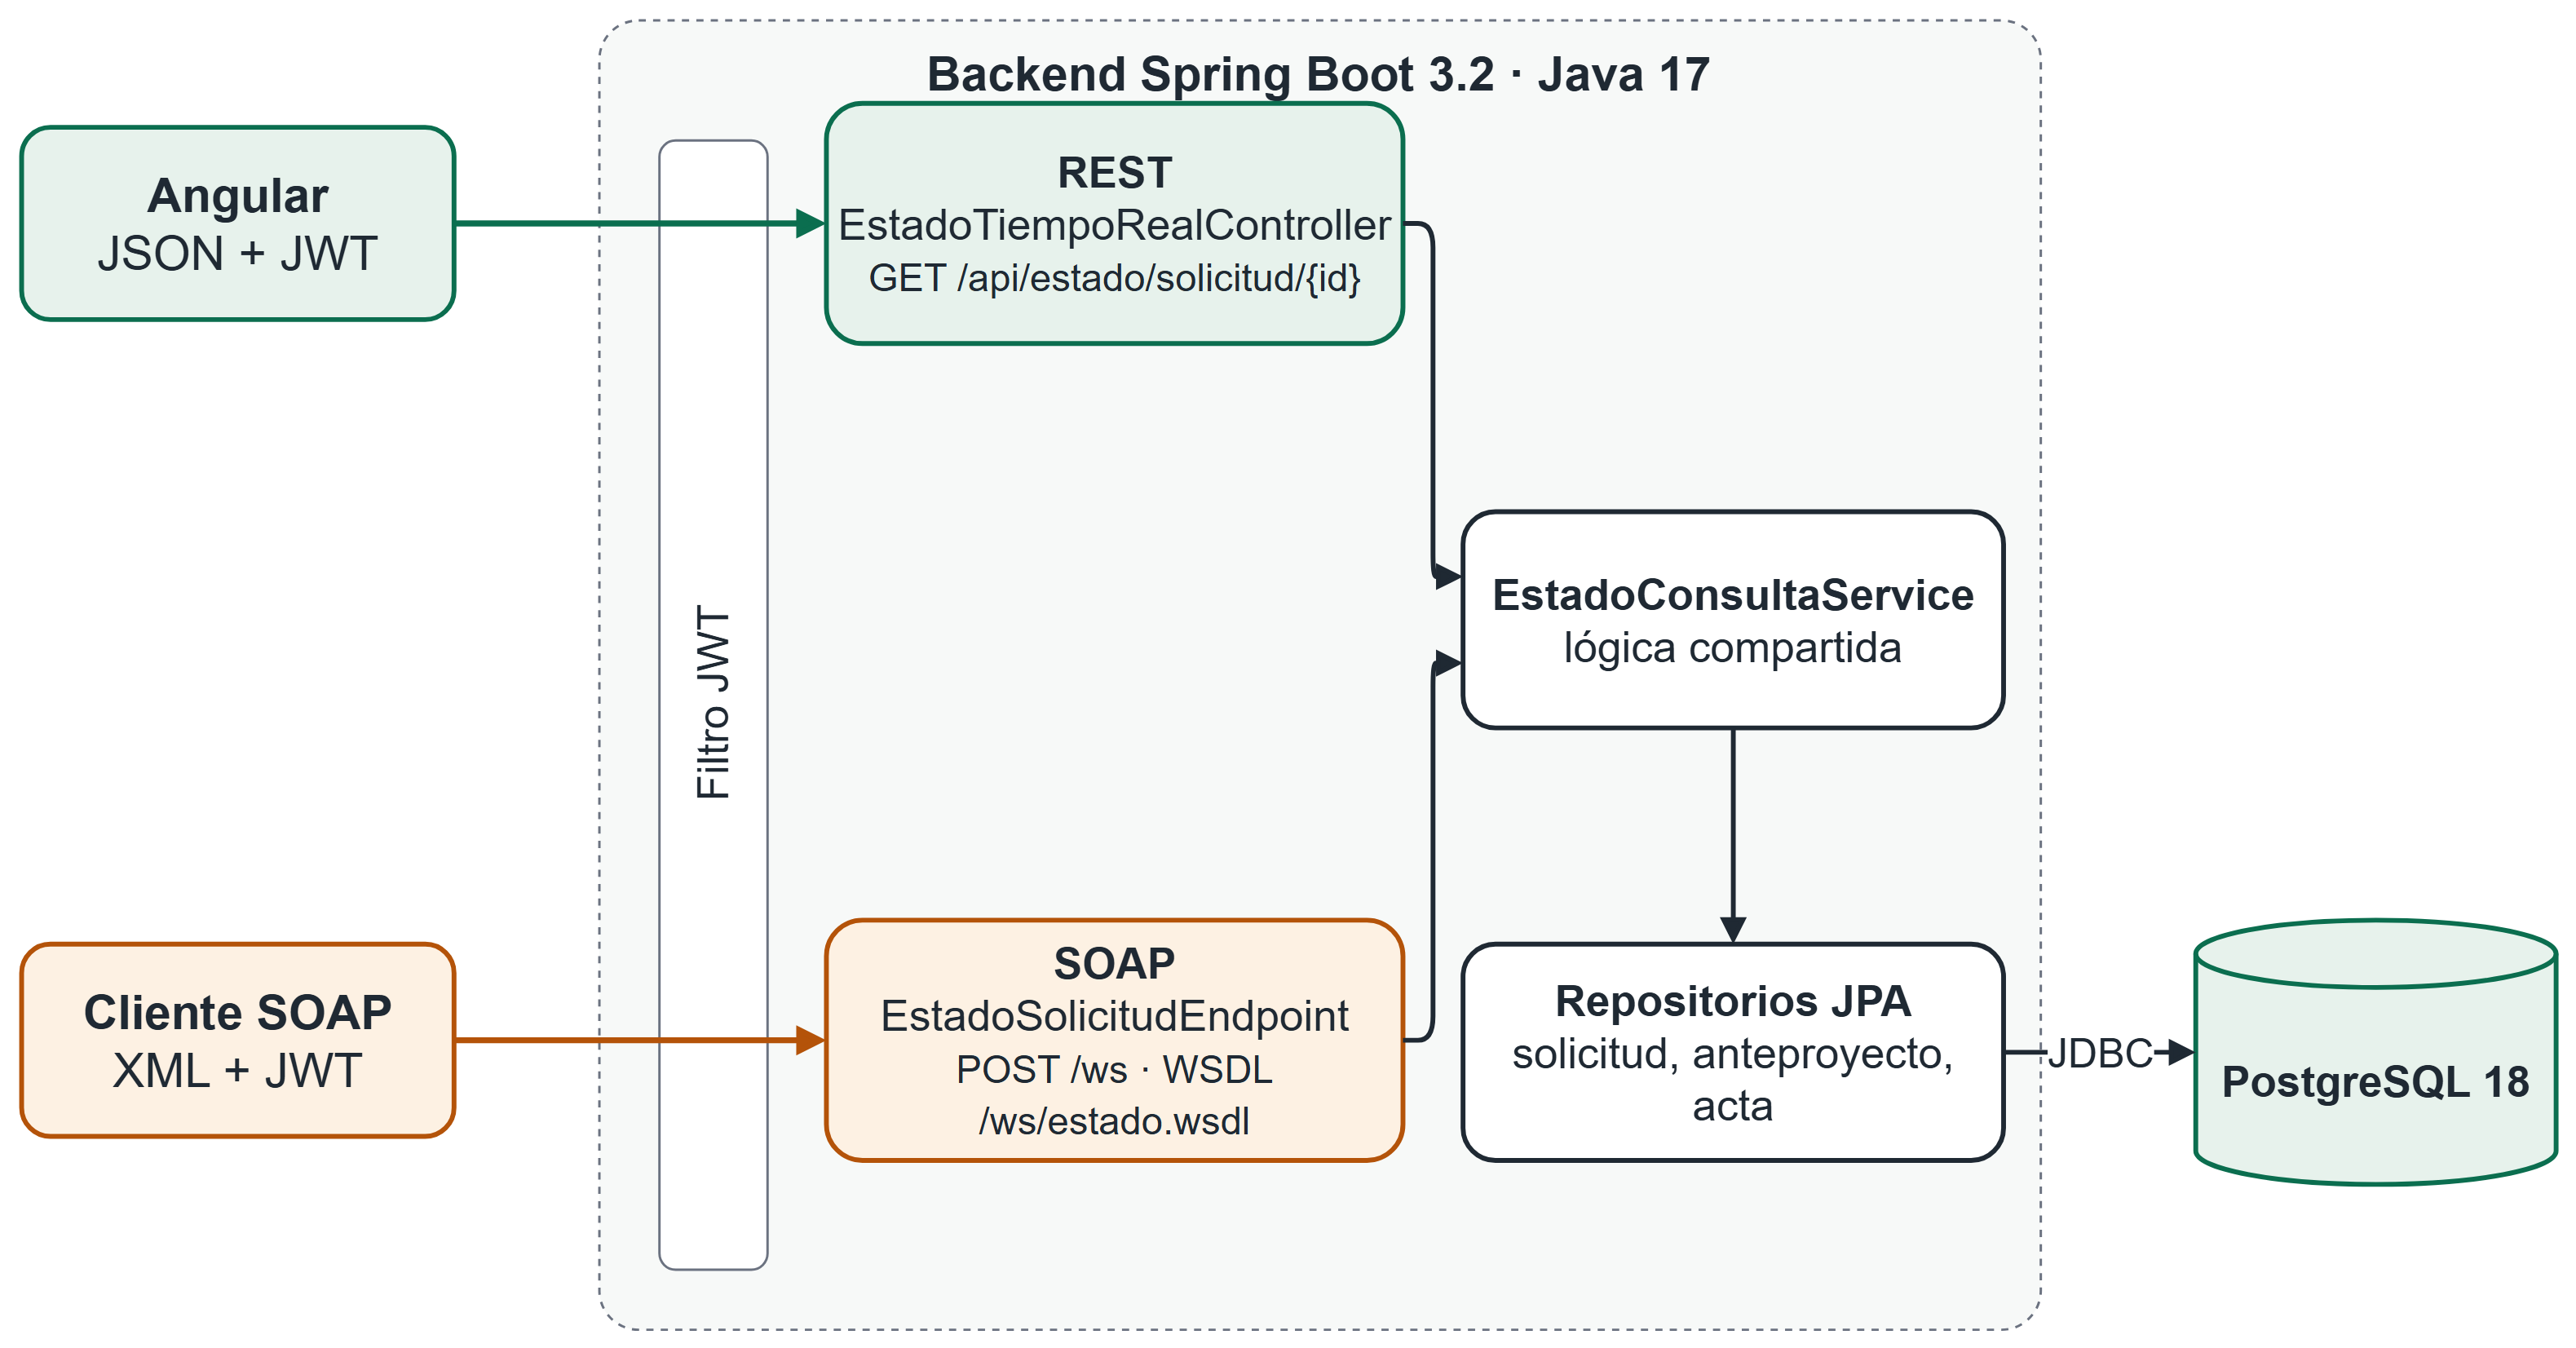 Backend Spring Boot 3.2 · Java 17
Angular
JSON + JWT
Filtro JWT
REST
EstadoTiempoRealController
GET /api/estado/solicitud/{id}
EstadoConsultaService
lógica compartida
Cliente SOAP
XML + JWT
SOAP
EstadoSolicitudEndpoint
POST /ws · WSDL
/ws/estado.wsdl
Repositorios JPA
solicitud, anteproyecto,
acta
JDBC
PostgreSQL 18